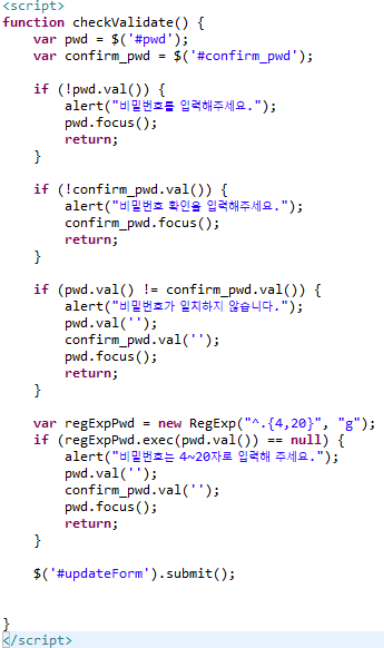 <script>
function checkValidate() {
    var pwd = $('#pwd');
    var confirm_pwd = $('#confirm_pwd');

    if (!pwd.val()) {
        alert("비밀번호를 입력해주세요.");
        pwd.focus();
        return;
    }

    if (!confirm_pwd.val()) {
        alert("비밀번호 확인을 입력해주세요.");
        confirm_pwd.focus();
        return;
    }

    if (pwd.val() != confirm_pwd.val()) {
        alert("비밀번호가 일치하지 않습니다.");
        pwd.val('');
        confirm_pwd.val('');
        pwd.focus();
        return;
    }

    var regExpPwd = new RegExp("^.{4,20}", "g");
    if (regExpPwd.exec(pwd.val()) == null) {
        alert("비밀번호는 4~20자로 입력해 주세요.");
        pwd.val('');
        confirm_pwd.val('');
        pwd.focus();
        return;
    }

    $('#updateForm').submit();


}
</script>